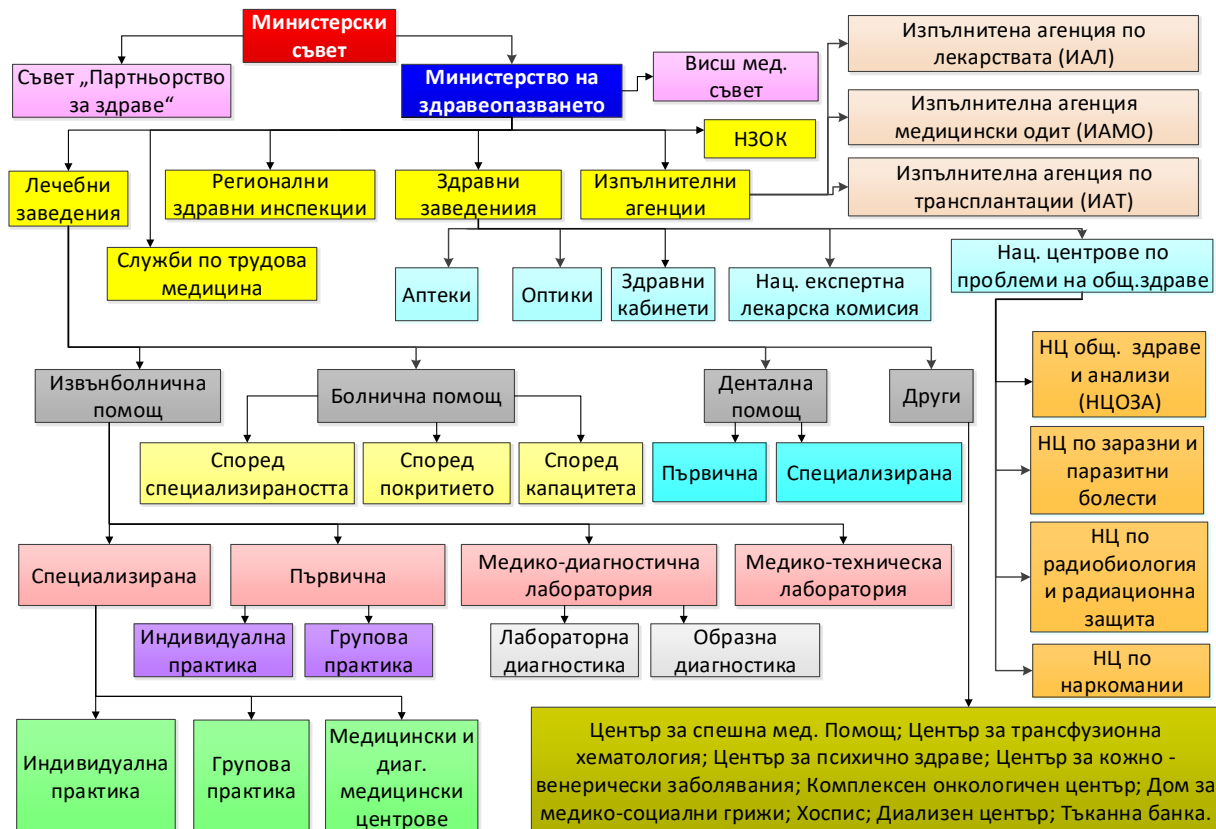 Министерски
съвет
Съвет „Партньорство
за здраве“
Министерство на
здравеопазването
Висш мед.
съвет
Изпълнитена агенция по
лекарствата (ИАЛ)
Изпълнителна агенция
медицински одит (ИАМО)
Изпълнителна агенция по
трансплантации (ИАТ)
НЗОК
Лечебни
заведения
Регионални
здравни инспекции
Здравни
заведениия
Изпълнителни
агенции
Служби по трудова
медицина
Аптеки
Оптики
Здравни
кабинети
Нац. експертна
лекарска комисия
Нац. центрове по
проблеми на общ.здраве
Извънболнична
помощ
Болнична помощ
Дентална
помощ
Други
НЦ общ. здраве
и анализи
(НЦОЗА)
Според
специализираността
Според
покритието
Според
капацитета
Първична
Специализирана
НЦ по заразни и
паразитни
болести
Специализирана
Първична
Медико-диагностична
лаборатория
Медико-техническа
лаборатория
НЦ по
радиобиология
и радиационна
защита
Индивидуална
практика
Групова
практика
Лабораторна
диагностика
Образна
диагностика
НЦ по
наркомании
Индивидуална
практика
Групова
практика
Медицински и
диаг.
медицински
центрове
Център за спешна мед. Помощ; Център за трансфузионна
хематология; Център за психично здраве; Център за кожно -
венерически заболявания; Комплексен онкологичен център; Дом за
медико-социални грижи; Хоспис; Диализен център; Тъканна банка.